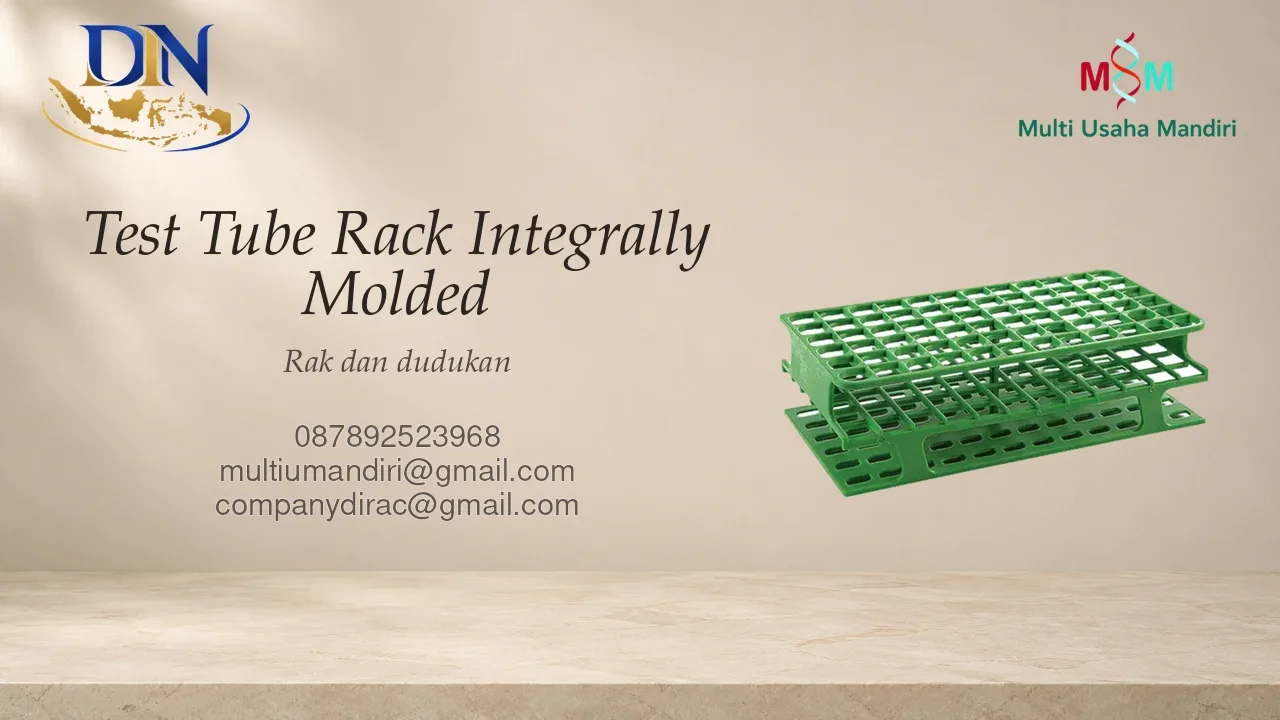 DIN
MSM
Multi Usaha Mandiri
Test Tube Rack Integrally
Molded
Rak dan dudukan
087892523968
multiumandiri@gmail.com
companydirac@gmail.com